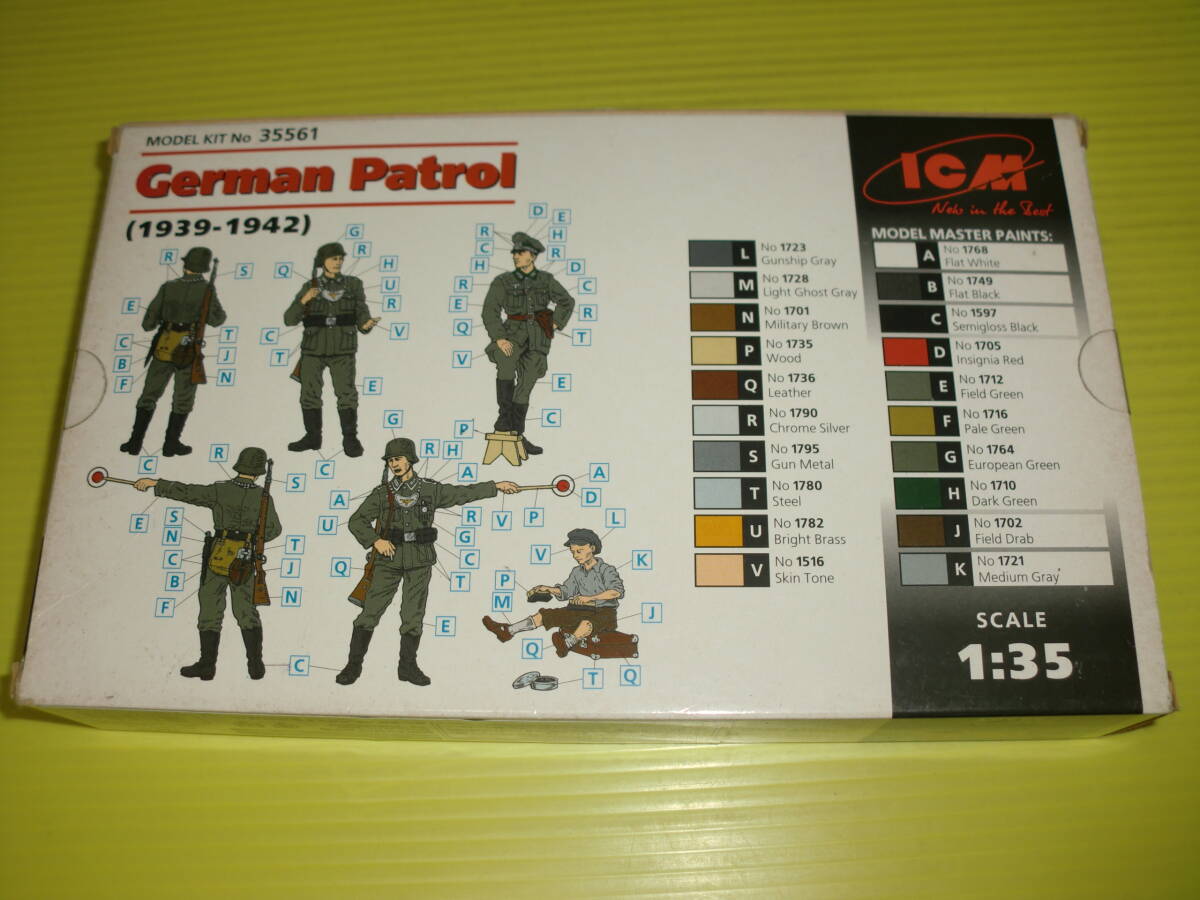 MODEL KIT No 35561
German Patrol
(1939-1942)
ICM
New in the Best
MODEL MASTER PAINTS:
L No 1723 Gunship Gray
M No 1728 Light Ghost Gray
N No 1701 Military Brown
P No 1735 Wood
Q No 1736 Leather
R No 1790 Chrome Silver
S No 1795 Gun Metal
T No 1780 Steel
U No 1782 Bright Brass
V No 1516 Skin Tone
A No 1768 Flat White
B No 1749 Flat Black
C No 1597 Semigloss Black
D No 1705 Insignia Red
E No 1712 Field Green
F No 1716 Pale Green
G No 1764 European Green
H No 1710 Dark Green
J No 1702 Field Drab
K No 1721 Medium Gray
SCALE
1:35
R
S
E
C
B
F
T
J
N
C
G
R
Q
H
U
R
V
C
T
E
C
D
E
R
H
C
R
H
D
R
C
E
R
Q
T
V
E
P
C
R
S
E
S
N
C
B
F
T
J
N
C
G
R
H
A
A
U
Q
R
G
C
T
E
V
P
A
D
R
L
V
K
P
M
J
Q
T
Q